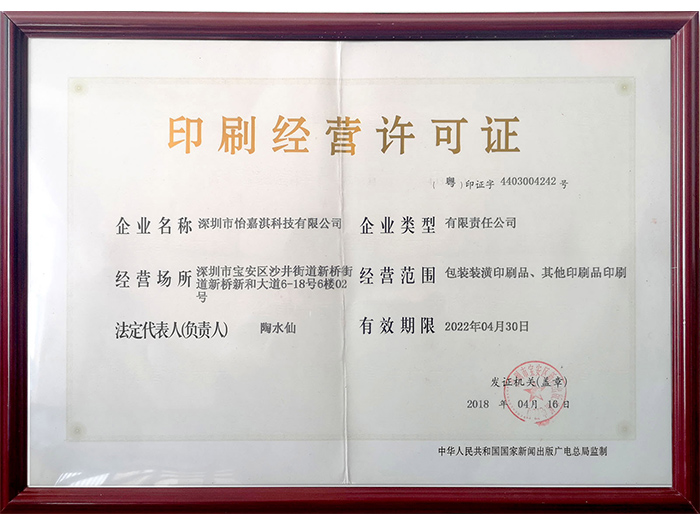 印刷经营许可证
(粤)印证字 4403004242 号
企业名称 深圳市怡嘉淇科技有限公司
企业类型 有限责任公司
经营场所 深圳市宝安区沙井街道新桥街
道新桥新和大道6-18号6楼02
号
经营范围 包装装潢印刷品、其他印刷品印刷
法定代表人(负责人) 陶水仙
有效期限 2022年04月30日
发证机关(盖章)
2018 年 04月 16日
中华人民共和国国家新闻出版广电总局监制